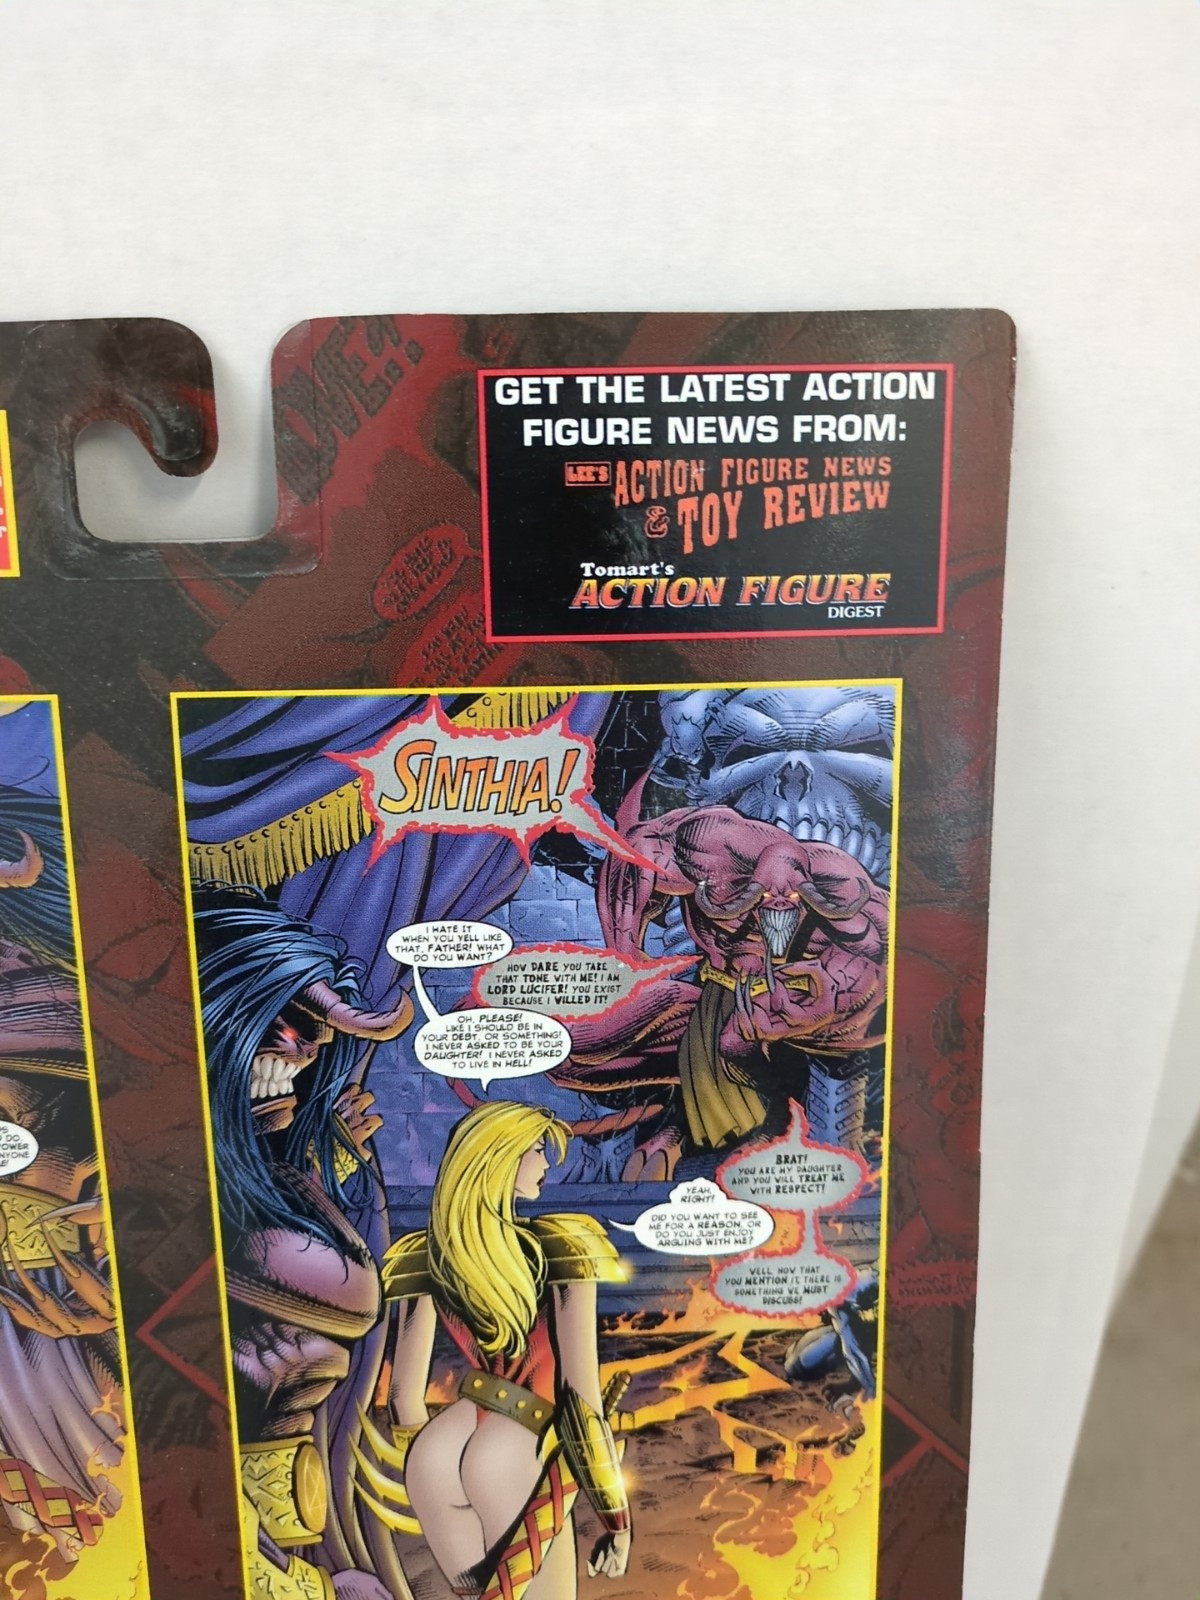 GET THE LATEST ACTION
FIGURE NEWS FROM:
LEE'S ACTION FIGURE NEWS
& TOY REVIEW
Tomart's
ACTION FIGURE
DIGEST
SINTHIA!
I HATE IT
WHEN YOU YELL LIKE
THAT, FATHER! WHAT
DO YOU WANT?
HOW DARE YOU TAKE
THAT TONE WITH ME! I AM
LORD LUCIFER! YOU EXIST
BECAUSE I WILLED IT!
OH, PLEASE!
LIKE I SHOULD BE IN
YOUR DEBT, OR SOMETHING!
I NEVER ASKED TO BE YOUR
DAUGHTER! I NEVER ASKED
TO LIVE IN HELL!
BRAT!
YOU ARE MY DAUGHTER
AND YOU WILL TREAT ME
WITH RESPECT!
YEAH,
RIGHT!
DID YOU WANT TO SEE
ME FOR A REASON, OR
DO YOU JUST ENJOY
ARGUING WITH ME?
WELL, NOW THAT
YOU MENTION IT, THERE IS
SOMETHING WE MUST
DISCUSS!
DO.
POWER